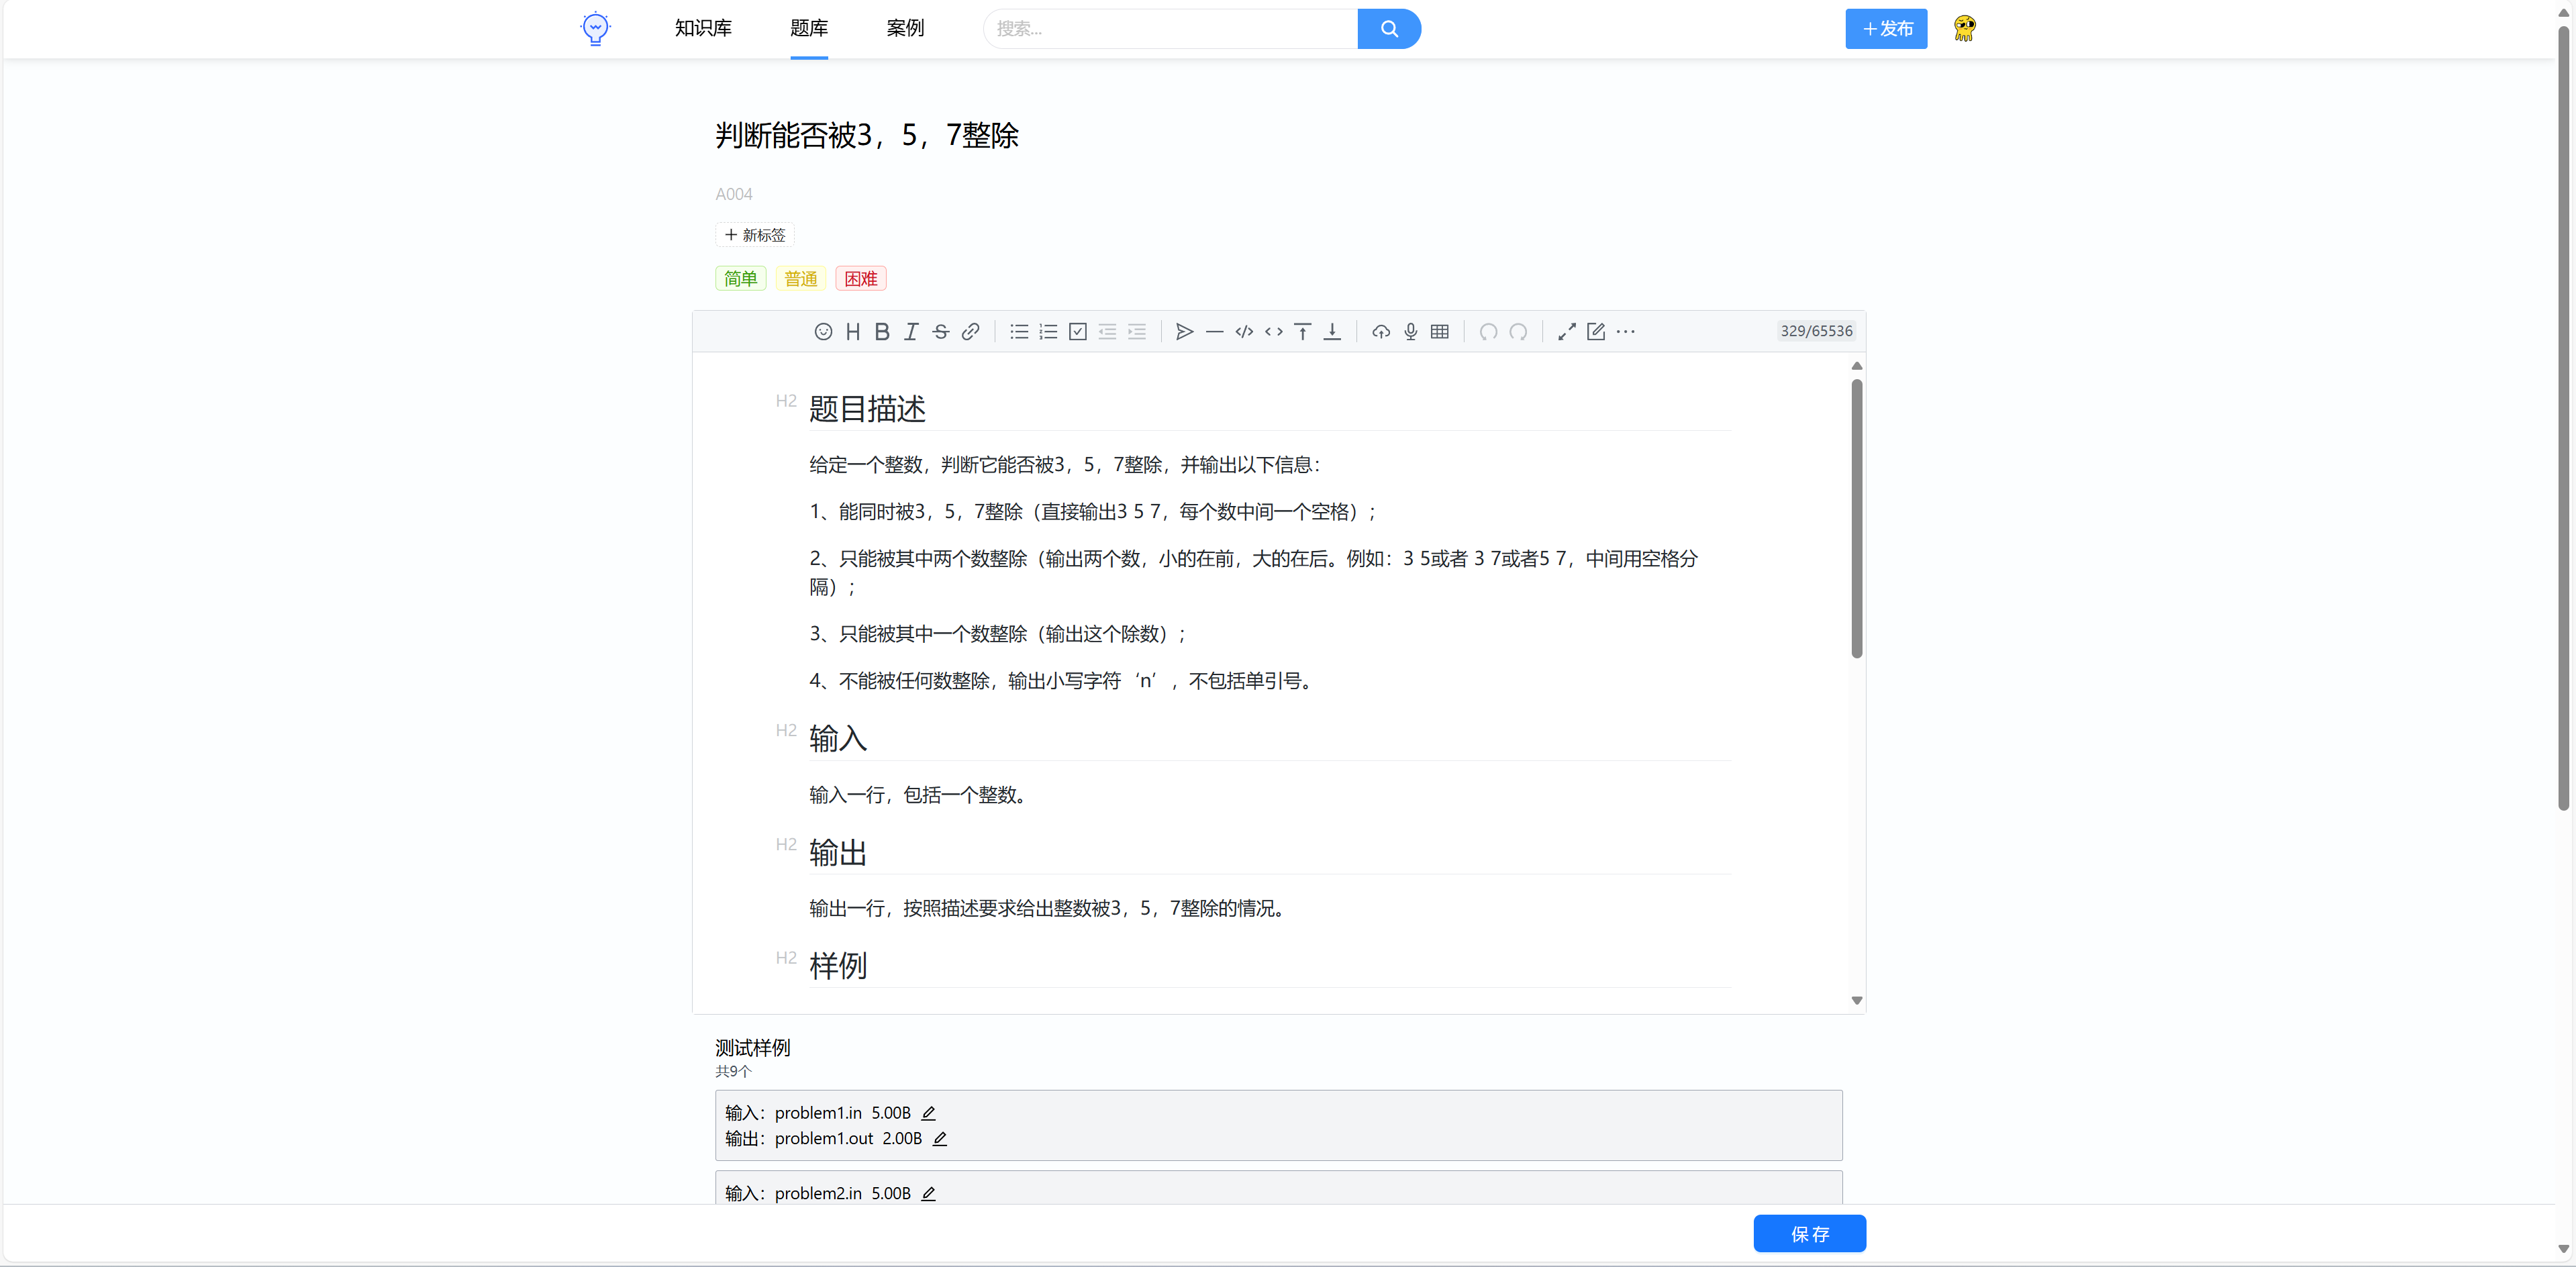 知识库 题库 案例 搜索... 发布
判断能否被3，5，7整除
A004
新标签
简单 普通 困难
329/65536
H2 题目描述
给定一个整数，判断它能否被3，5，7整除，并输出以下信息：
1、能同时被3，5，7整除（直接输出3 5 7，每个数中间一个空格）；
2、只能被其中两个数整除（输出两个数，小的在前，大的在后。例如：3 5或者 3 7或者5 7，中间用空格分
隔）；
3、只能被其中一个数整除（输出这个除数）；
4、不能被任何数整除，输出小写字符‘n’，不包括单引号。
H2 输入
输入一行，包括一个整数。
H2 输出
输出一行，按照描述要求给出整数被3，5，7整除的情况。
H2 样例
测试样例
共9个
输入：problem1.in 5.00B
输出：problem1.out 2.00B
输入：problem2.in 5.00B
保 存